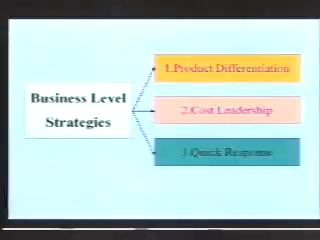 Business Level
Strategies
1.Product Differentiation
2.Cost Leadership
3.Quick Response